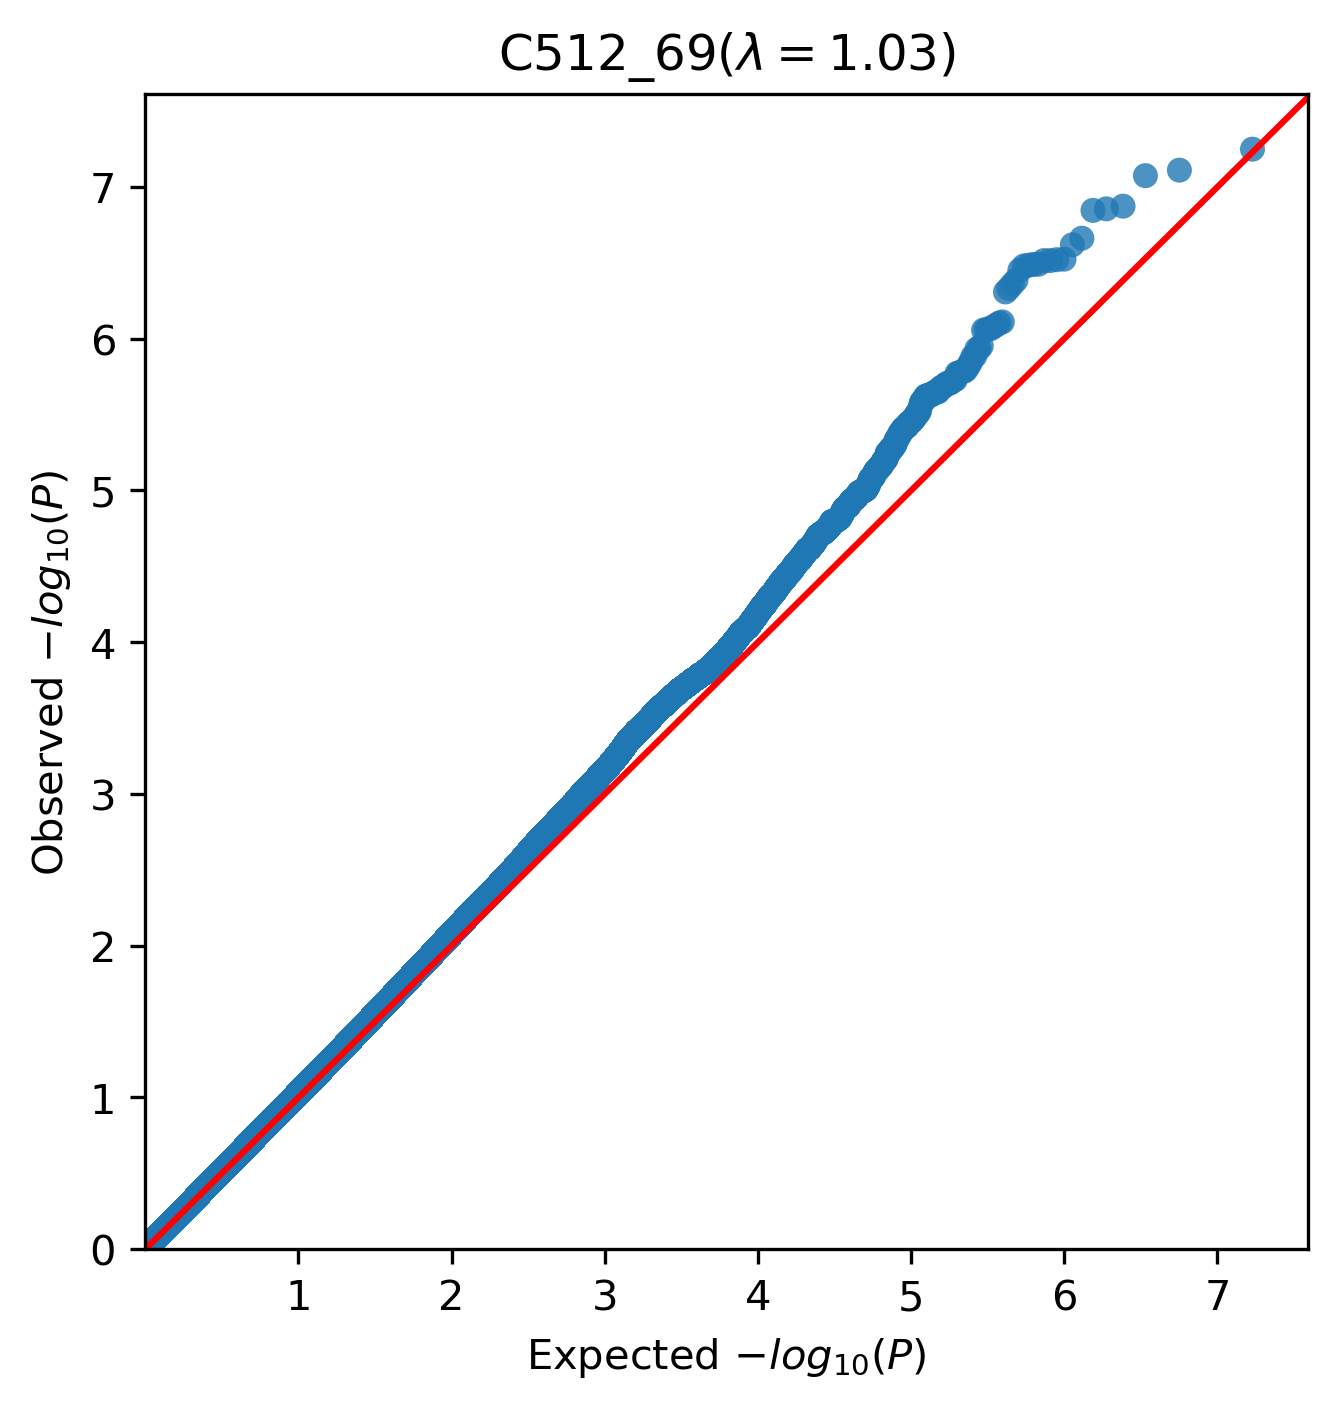 C512_69(λ = 1.03)
Observed −log₁₀(P)
7
6
5
4
3
2
1
0
1 2 3 4 5 6 7
Expected −log₁₀(P)